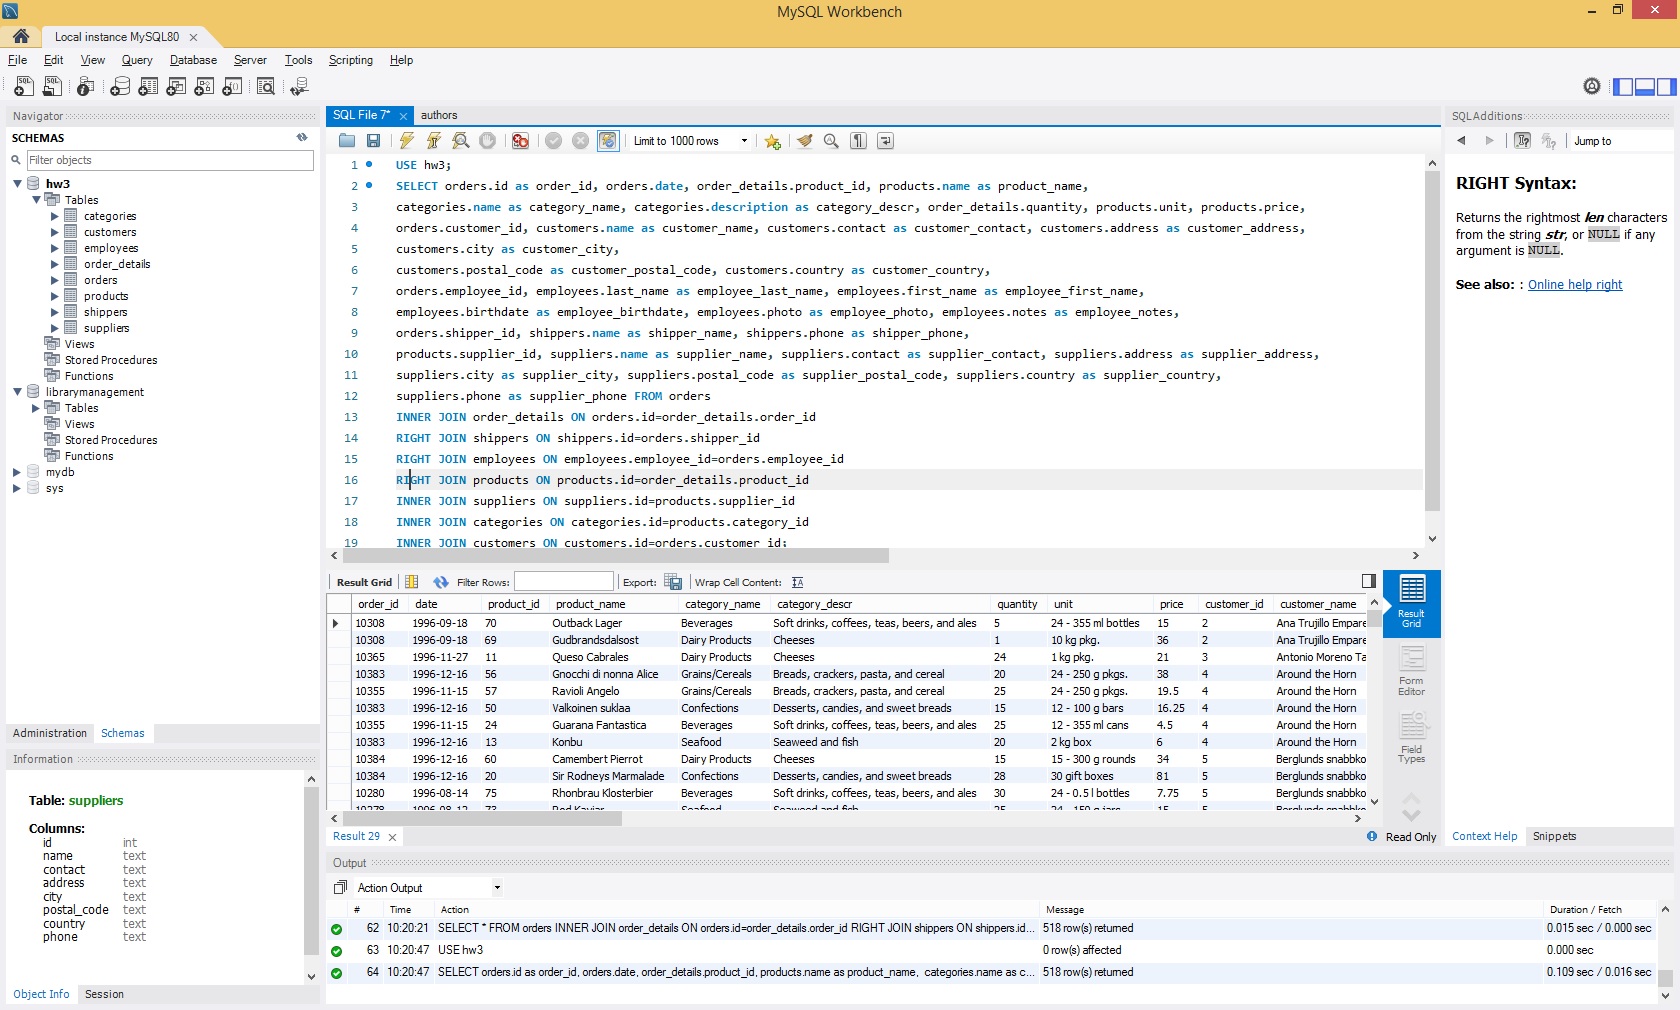 MySQL Workbench
Local instance MySQL80
File Edit View Query Database Server Tools Scripting Help
Navigator
SCHEMAS
Filter objects
hw3
Tables
categories
customers
employees
order_details
orders
products
shippers
suppliers
Views
Stored Procedures
Functions
librarymanagement
Tables
Views
Stored Procedures
Functions
mydb
sys
Administration Schemas
Information
Table: suppliers
Columns:
id int
name text
contact text
address text
city text
postal_code text
country text
phone text
Object Info Session
SQL File 7* authors
Limit to 1000 rows
1 USE hw3;
2 SELECT orders.id as order_id, orders.date, order_details.product_id, products.name as product_name,
3 categories.name as category_name, categories.description as category_descr, order_details.quantity, products.unit, products.price,
4 orders.customer_id, customers.name as customer_name, customers.contact as customer_contact, customers.address as customer_address,
5 customers.city as customer_city,
6 customers.postal_code as customer_postal_code, customers.country as customer_country,
7 orders.employee_id, employees.last_name as employee_last_name, employees.first_name as employee_first_name,
8 employees.birthdate as employee_birthdate, employees.photo as employee_photo, employees.notes as employee_notes,
9 orders.shipper_id, shippers.name as shipper_name, shippers.phone as shipper_phone,
10 products.supplier_id, suppliers.name as supplier_name, suppliers.contact as supplier_contact, suppliers.address as supplier_address,
11 suppliers.city as supplier_city, suppliers.postal_code as supplier_postal_code, suppliers.country as supplier_country,
12 suppliers.phone as supplier_phone FROM orders
13 INNER JOIN order_details ON orders.id=order_details.order_id
14 RIGHT JOIN shippers ON shippers.id=orders.shipper_id
15 RIGHT JOIN employees ON employees.employee_id=orders.employee_id
16 RIGHT JOIN products ON products.id=order_details.product_id
17 INNER JOIN suppliers ON suppliers.id=products.supplier_id
18 INNER JOIN categories ON categories.id=products.category_id
19 INNER JOIN customers ON customers.id=orders.customer_id;
Result Grid Filter Rows: Export: Wrap Cell Content:
order_id date product_id product_name category_name category_descr quantity unit price customer_id customer_name
10308 1996-09-18 70 Outback Lager Beverages Soft drinks, coffees, teas, beers, and ales 5 24 - 355 ml bottles 15 2 Ana Trujillo Empare
10308 1996-09-18 69 Gudbrandsdalsost Dairy Products Cheeses 1 10 kg pkg. 36 2 Ana Trujillo Empare
10365 1996-11-27 11 Queso Cabrales Dairy Products Cheeses 24 1 kg pkg. 21 3 Antonio Moreno Ta
10383 1996-12-16 56 Gnocchi di nonna Alice Grains/Cereals Breads, crackers, pasta, and cereal 20 24 - 250 g pkgs. 38 4 Around the Horn
10355 1996-11-15 57 Ravioli Angelo Grains/Cereals Breads, crackers, pasta, and cereal 25 24 - 250 g pkgs. 19.5 4 Around the Horn
10383 1996-12-16 50 Valkoinen suklaa Confections Desserts, candies, and sweet breads 15 12 - 100 g bars 16.25 4 Around the Horn
10355 1996-11-15 24 Guarana Fantastica Beverages Soft drinks, coffees, teas, beers, and ales 25 12 - 355 ml cans 4.5 4 Around the Horn
10383 1996-12-16 13 Konbu Seafood Seaweed and fish 20 2 kg box 6 4 Around the Horn
10384 1996-12-16 60 Camembert Pierrot Dairy Products Cheeses 15 15 - 300 g rounds 34 5 Berglunds snabbko
10384 1996-12-16 20 Sir Rodneys Marmalade Confections Desserts, candies, and sweet breads 28 30 gift boxes 81 5 Berglunds snabbko
10280 1996-08-14 75 Rhonbrau Klosterbier Beverages Soft drinks, coffees, teas, beers, and ales 30 24 - 0.5 l bottles 7.75 5 Berglunds snabbko
10278 1996-08-12 73 Red Kaviar Seafood Seaweed and fish 25 24 - 150 g jars 15 5 Berglunds snabbko
Result Grid
Form Editor
Field Types
Result 29 Read Only
Output
Action Output
# Time Action Message Duration / Fetch
62 10:20:21 SELECT * FROM orders INNER JOIN order_details ON orders.id=order_details.order_id RIGHT JOIN shippers ON shippers.id... 518 row(s) returned 0.015 sec / 0.000 sec
63 10:20:47 USE hw3 0 row(s) affected 0.000 sec
64 10:20:47 SELECT orders.id as order_id, orders.date, order_details.product_id, products.name as product_name, categories.name as c... 518 row(s) returned 0.109 sec / 0.016 sec
SQLAdditions
Jump to
RIGHT Syntax:
Returns the rightmost len characters
from the string str, or NULL if any
argument is NULL.
See also: : Online help right
Context Help Snippets